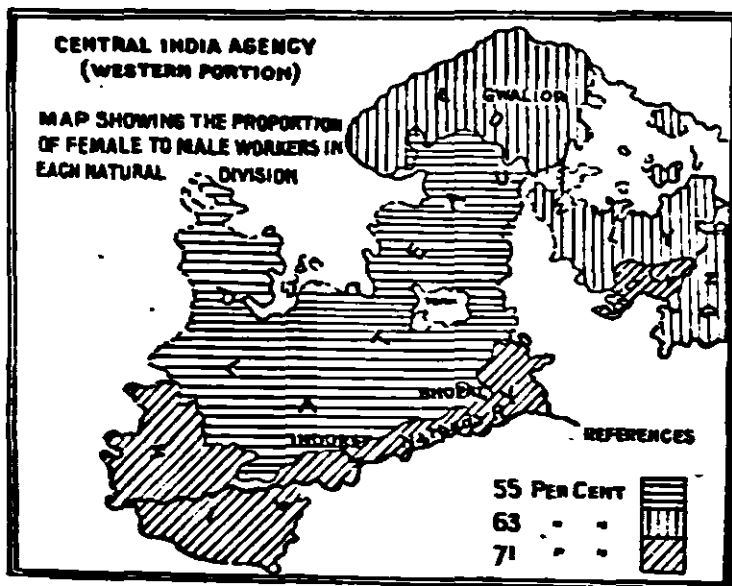 CENTRAL INDIA AGENCY
(WESTERN PORTION)
MAP SHOWING THE PROPORTION
OF FEMALE TO MALE WORKERS IN
EACH NATURAL DIVISION
GWALIOR
BHOPAL
INDORE
REFERENCES
55 PER CENT
63 " "
71 " "